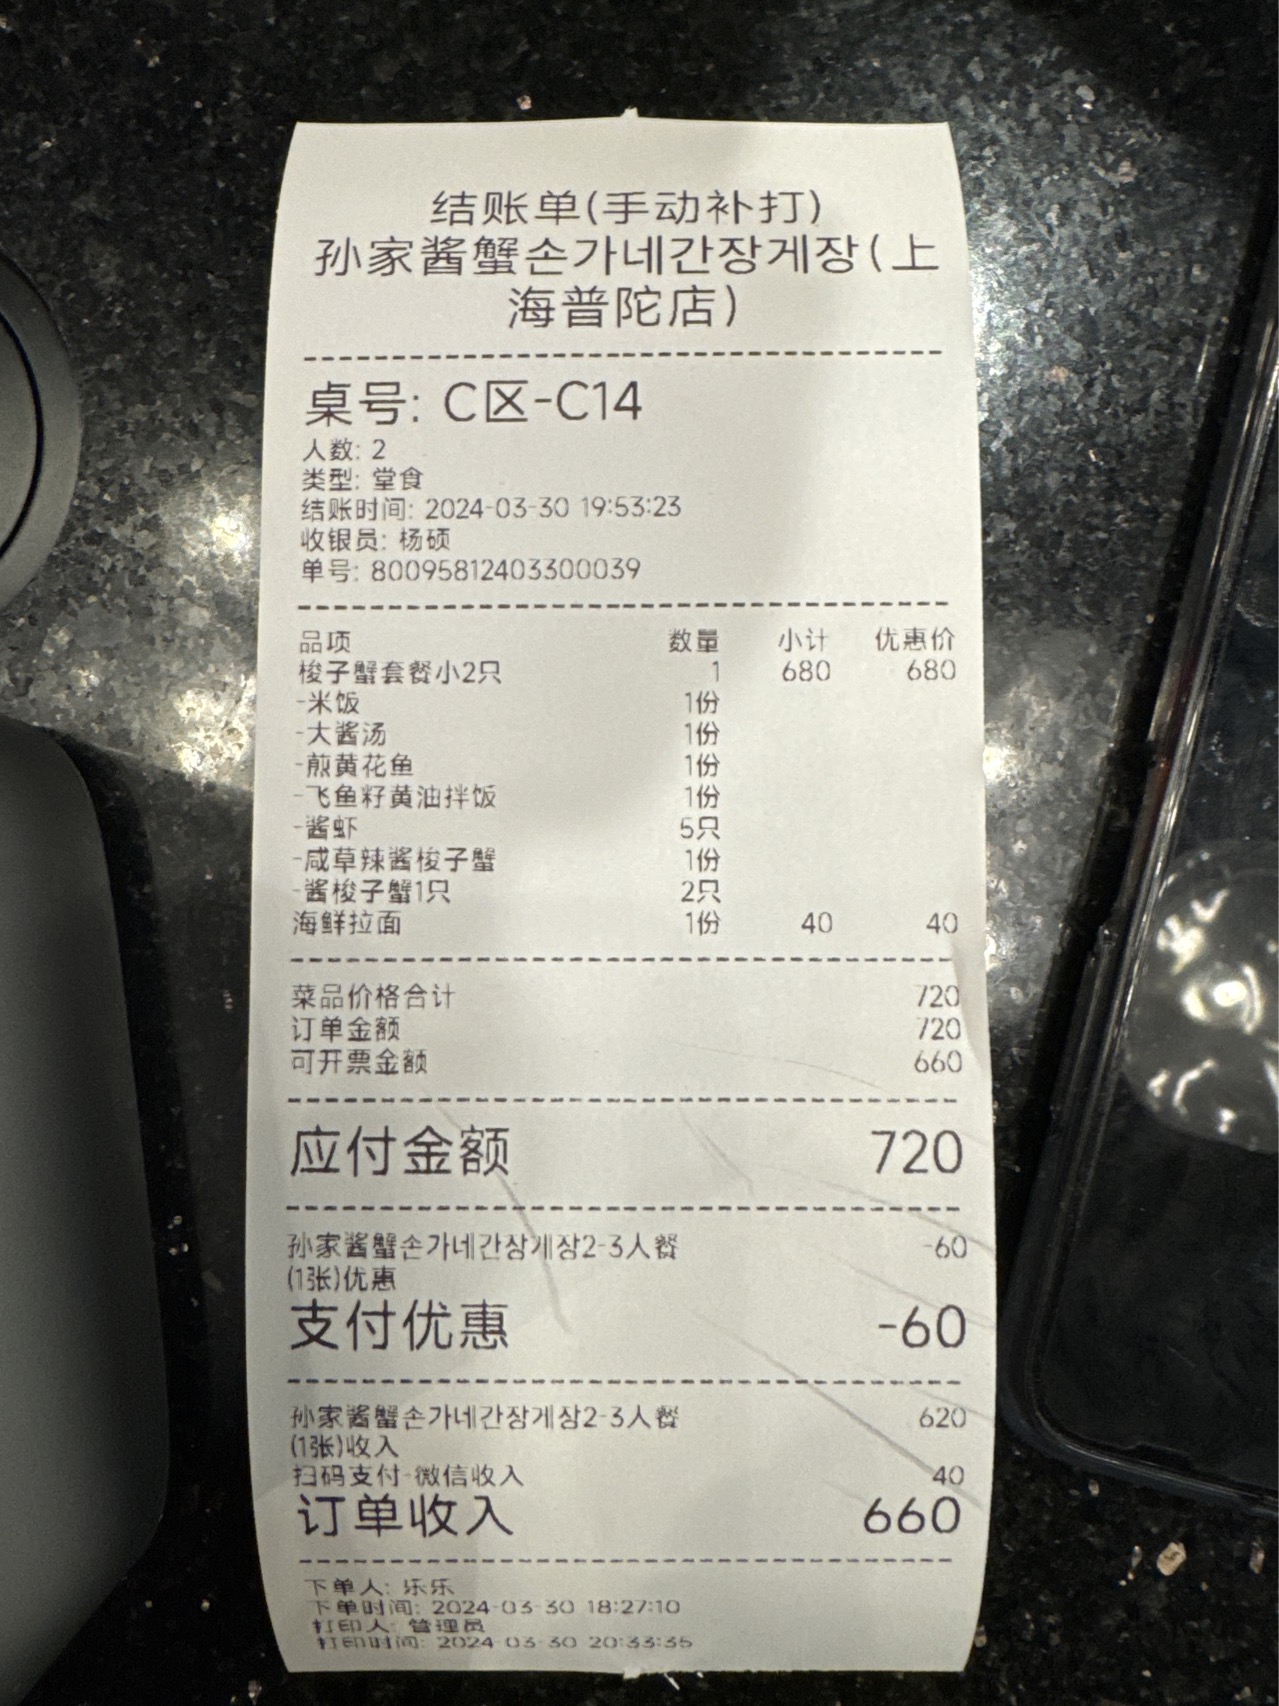 结账单(手动补打)
孙家酱蟹손가네간장게장(上
海普陀店)
桌号: C区-C14
人数: 2
类型: 堂食
结账时间: 2024-03-30 19:53:23
收银员: 杨硕
单号: 80095812403300039
品项 数量 小计 优惠价
梭子蟹套餐小2只 1 680 680
-米饭 1份
-大酱汤 1份
-煎黄花鱼 1份
-飞鱼籽黄油拌饭 1份
-酱虾 5只
-咸草辣酱梭子蟹 1份
-酱梭子蟹1只 2只
海鲜拉面 1份 40 40
菜品价格合计 720
订单金额 720
可开票金额 660
应付金额 720
孙家酱蟹손가네간장게장2-3人餐 -60
(1张)优惠
支付优惠 -60
孙家酱蟹손가네간장게장2-3人餐 620
(1张)收入
扫码支付-微信收入 40
订单收入 660
下单人: 乐乐
下单时间: 2024-03-30 18:27:10
打印人: 管理员
打印时间: 2024-03-30 20:33:35